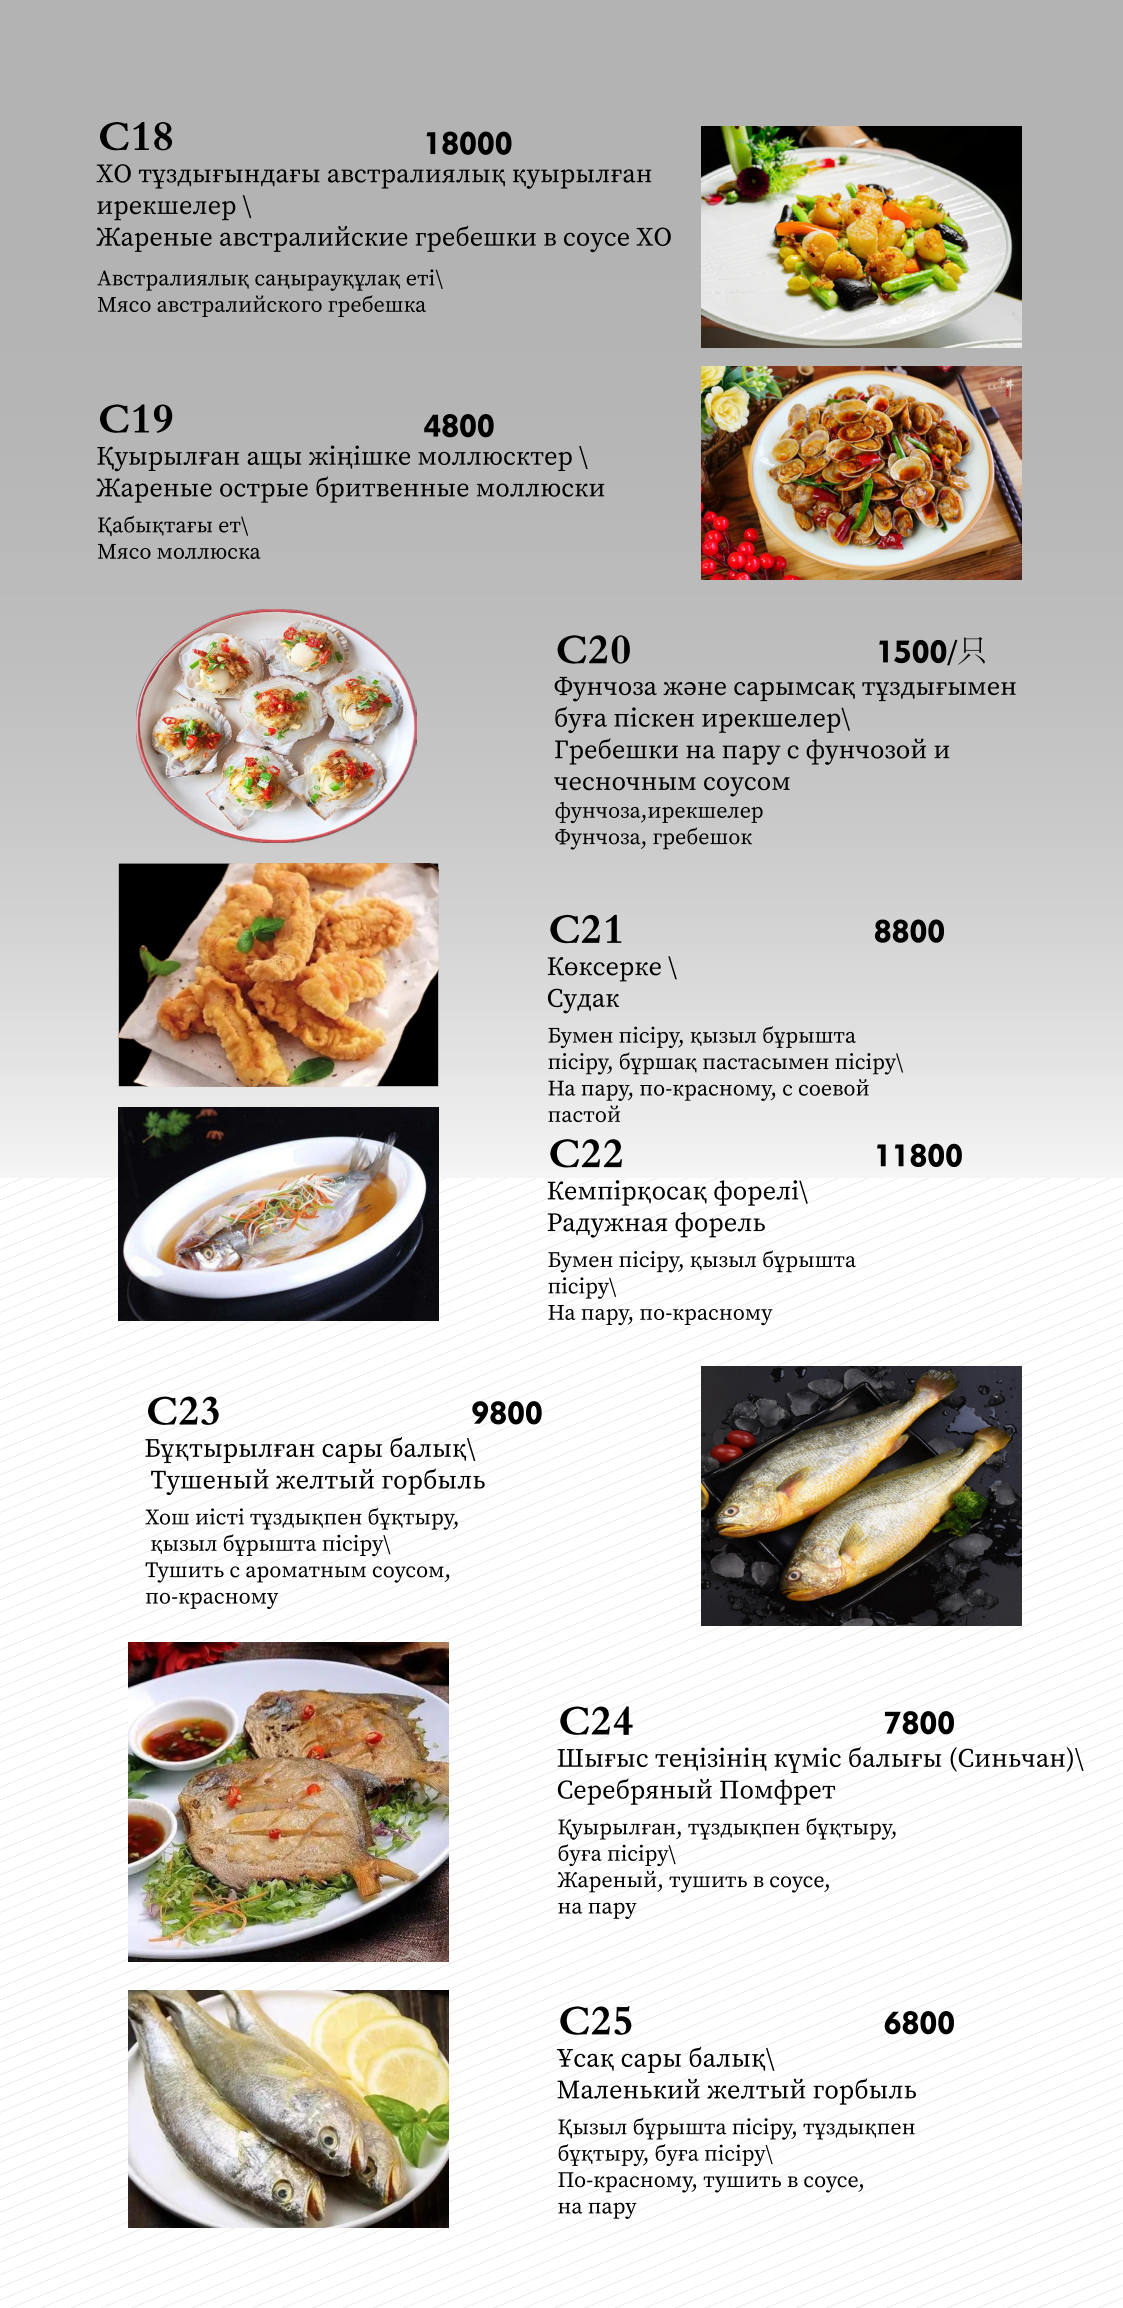 C18 18000
ХО тұздығындағы австралиялық қуырылған
ирекшелер \
Жареные австралийские гребешки в соусе ХО
Австралиялық саңырауқұлақ еті\
Мясо австралийского гребешка
C19 4800
Қуырылған ащы жіңішке моллюсктер \
Жареные острые бритвенные моллюски
Қабықтағы ет\
Мясо моллюска
C20 1500/只
Фунчоза және сарымсақ тұздығымен
буға піскен ирекшелер\
Гребешки на пару с фунчозой и
чесночным соусом
фунчоза,ирекшелер
Фунчоза, гребешок
C21 8800
Көксерке \
Судак
Бумен пісіру, қызыл бұрышта
пісіру, бұршақ пастасымен пісіру\
На пару, по-красному, с соевой
пастой
C22 11800
Кемпірқосақ форелі\
Радужная форель
Бумен пісіру, қызыл бұрышта
пісіру\
На пару, по-красному
C23 9800
Бұқтырылған сары балық\
Тушеный желтый горбыль
Хош иісті тұздықпен бұқтыру,
қызыл бұрышта пісіру\
Тушить с ароматным соусом,
по-красному
C24 7800
Шығыс теңізінің күміс балығы (Синьчан)\
Серебряный Помфрет
Қуырылған, тұздықпен бұқтыру,
буға пісіру\
Жареный, тушить в соусе,
на пару
C25 6800
Ұсақ сары балық\
Маленький желтый горбыль
Қызыл бұрышта пісіру, тұздықпен
бұқтыру, буға пісіру\
По-красному, тушить в соусе,
на пару